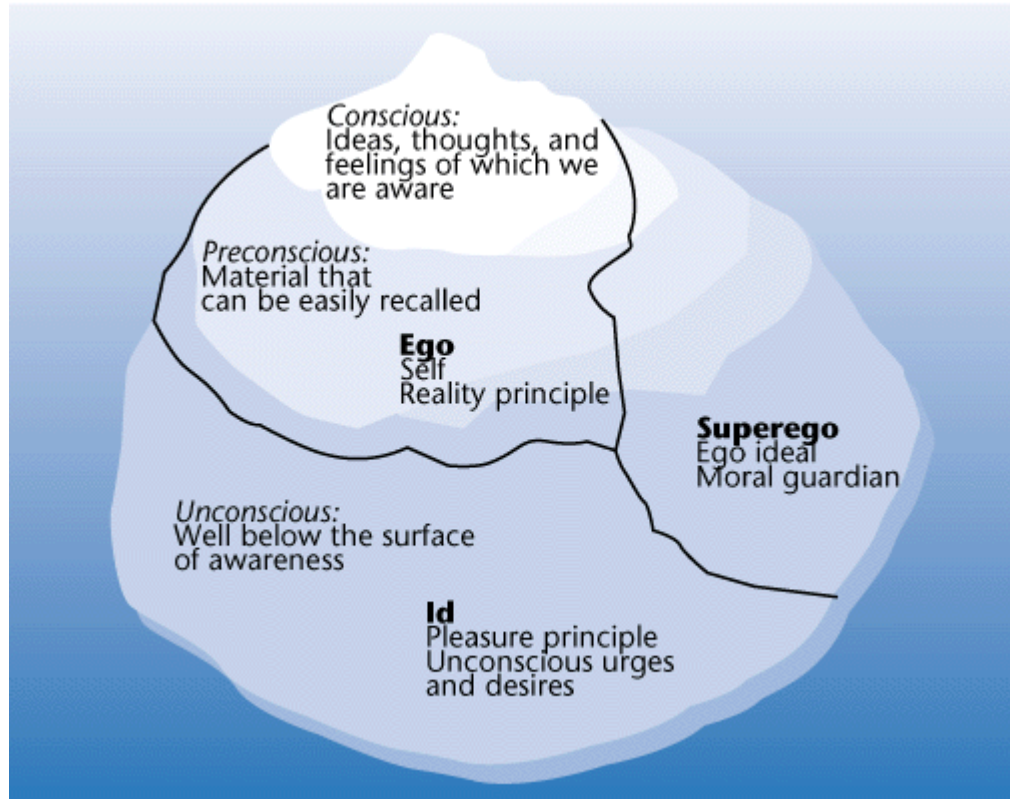 Conscious:
Ideas, thoughts, and
feelings of which we
are aware
Preconscious:
Material that
can be easily recalled
Ego
Self
Reality principle
Superego
Ego ideal
Moral guardian
Unconscious:
Well below the surface
of awareness
Id
Pleasure principle
Unconscious urges
and desires